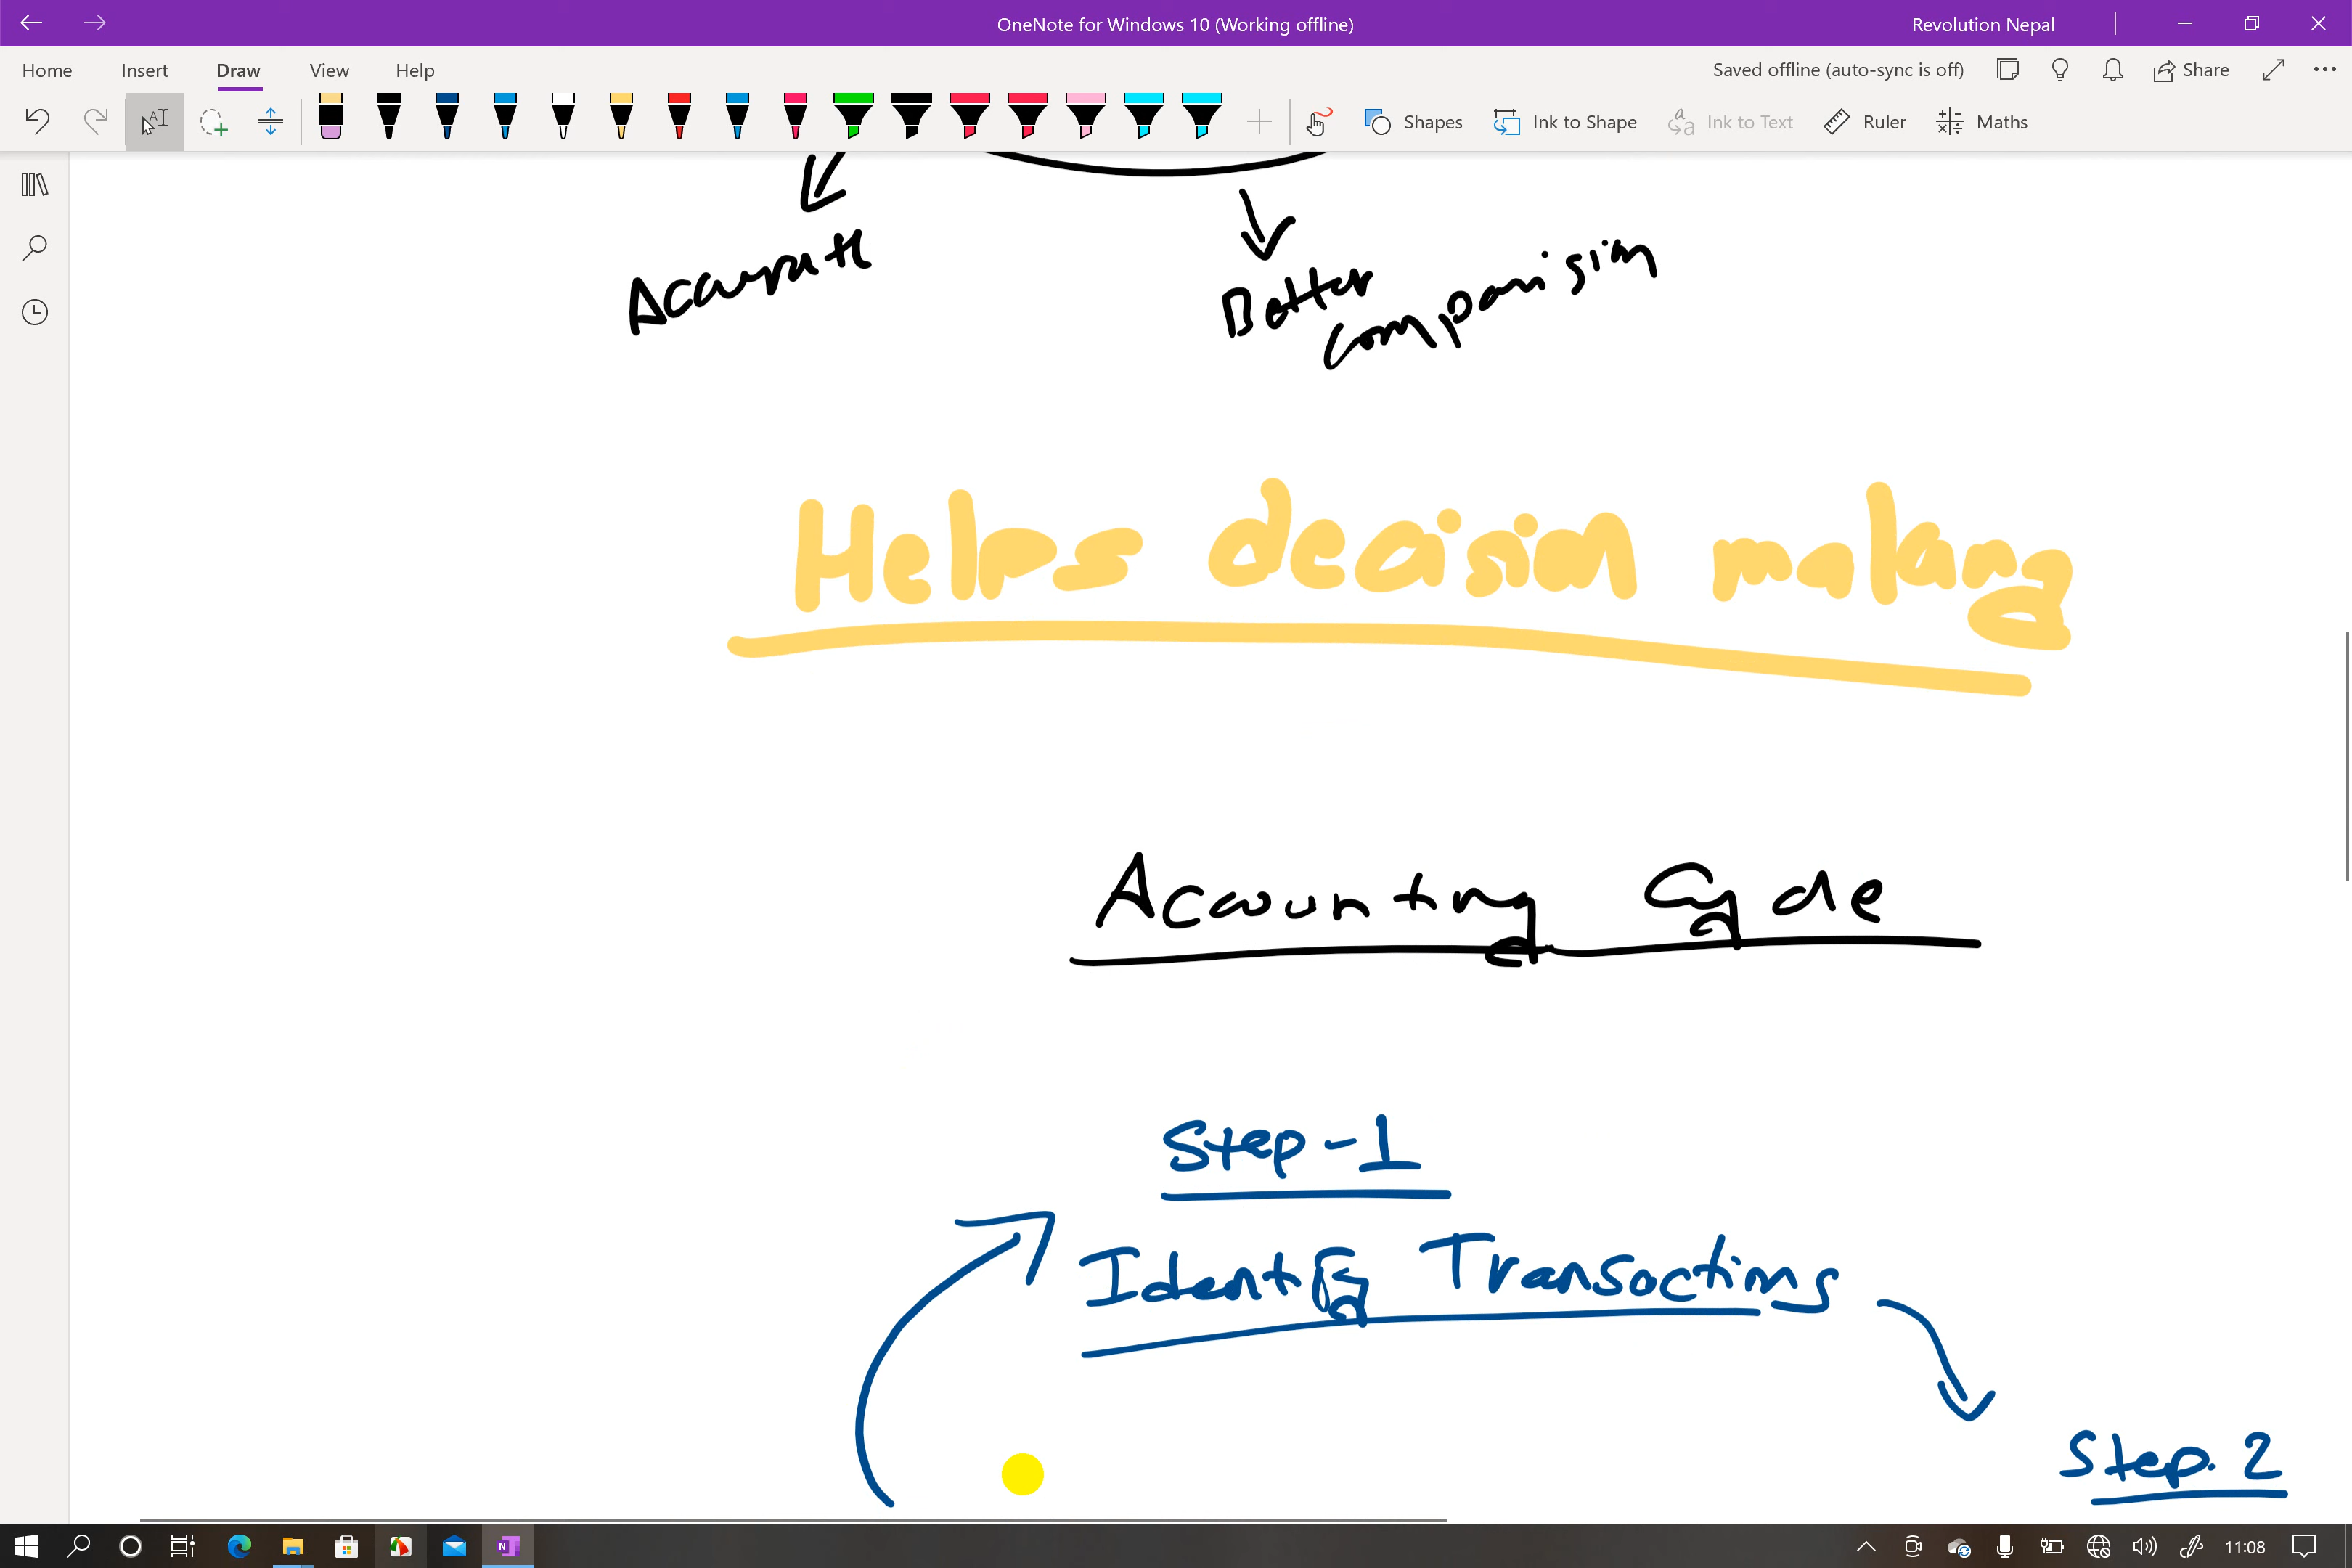 OneNote for Windows 10 (Working offline)
Revolution Nepal
Home Insert Draw View Help
Saved offline (auto-sync is off)
Share
Shapes Ink to Shape Ink to Text Ruler Maths
Accurate
Better
comparisiin
Helps decision making
Accounting Cycle
Step-1
Identify Transactions
Step. 2
11:08